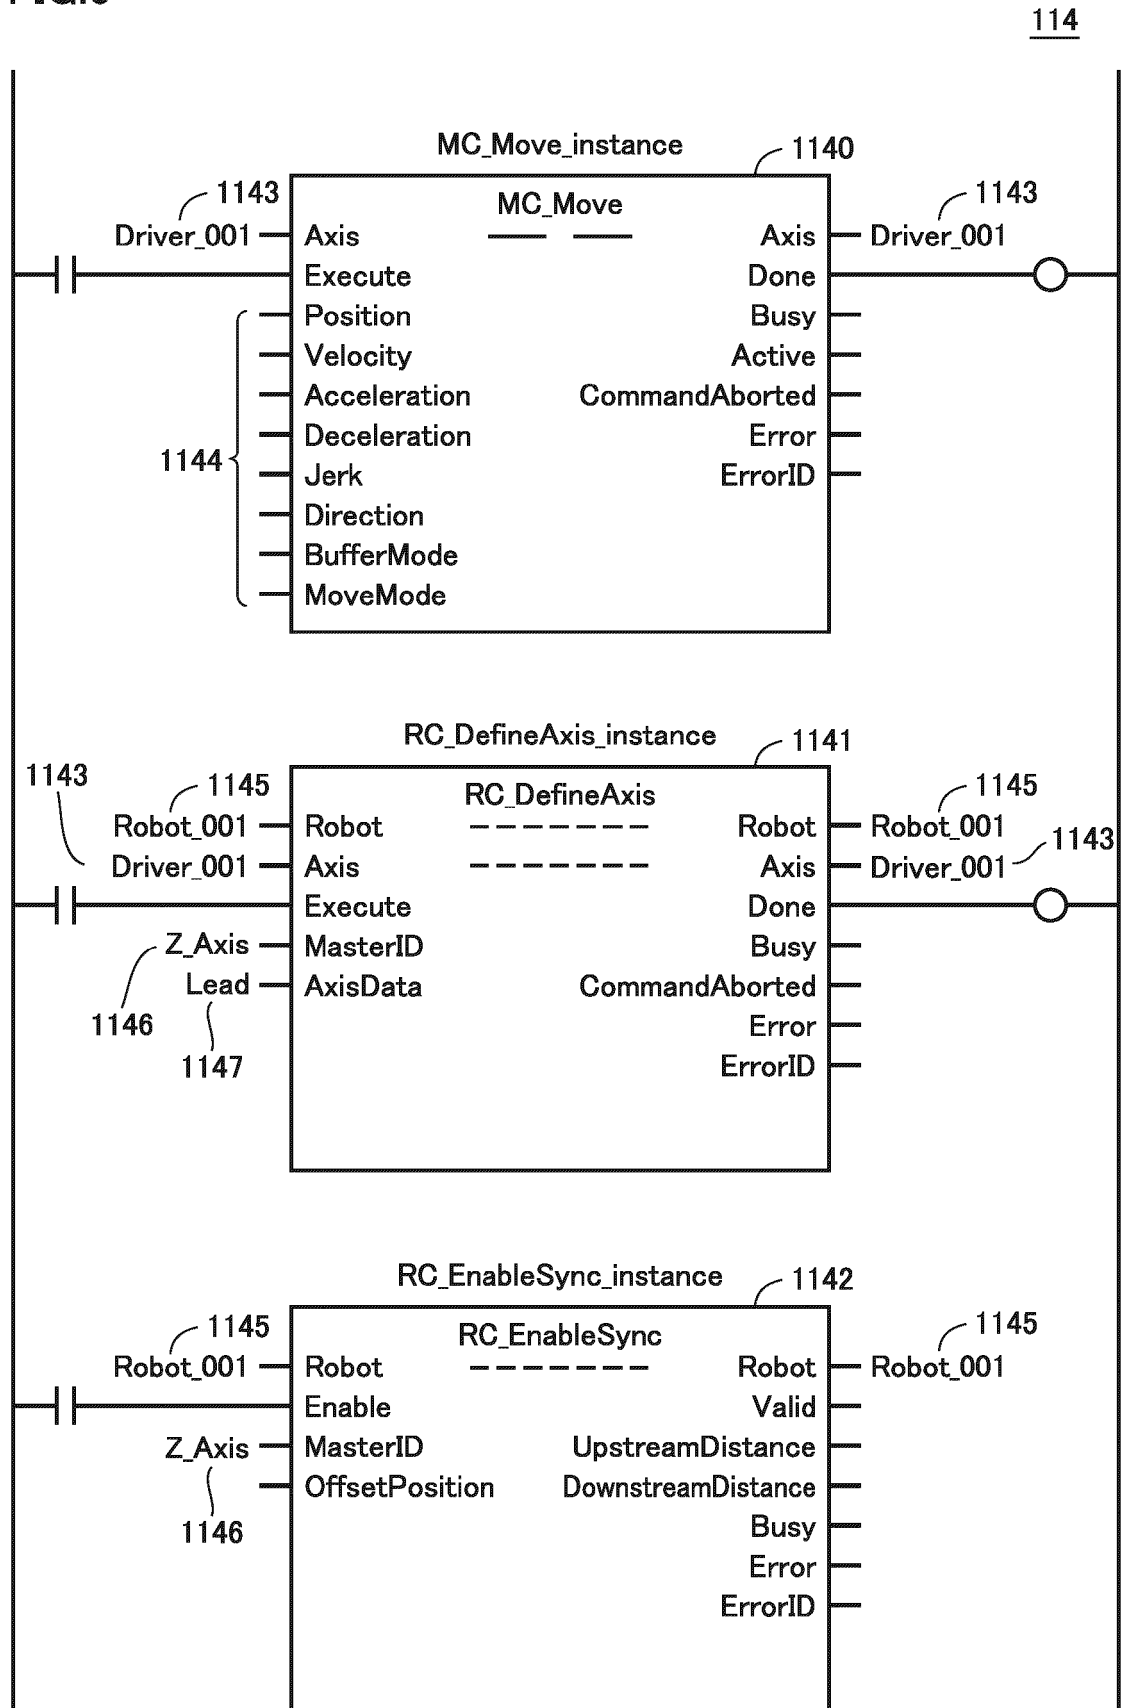 114
MC_Move_instance
1140
1143
MC_Move
1143
Driver_001 Axis Axis Driver_001
Execute Done
Position Busy
Velocity Active
Acceleration CommandAborted
Deceleration Error
1144
Jerk ErrorID
Direction
BufferMode
MoveMode
RC_DefineAxis_instance
1141
1143
1145
RC_DefineAxis
1145
Robot_001 Robot Robot Robot_001
1143
Driver_001 Axis Axis Driver_001
Execute Done
Z_Axis MasterID Busy
Lead AxisData CommandAborted
1146
Error
1147
ErrorID
RC_EnableSync_instance
1142
1145
RC_EnableSync
1145
Robot_001 Robot Robot Robot_001
Enable Valid
Z_Axis MasterID UpstreamDistance
OffsetPosition DownstreamDistance
1146
Busy
Error
ErrorID